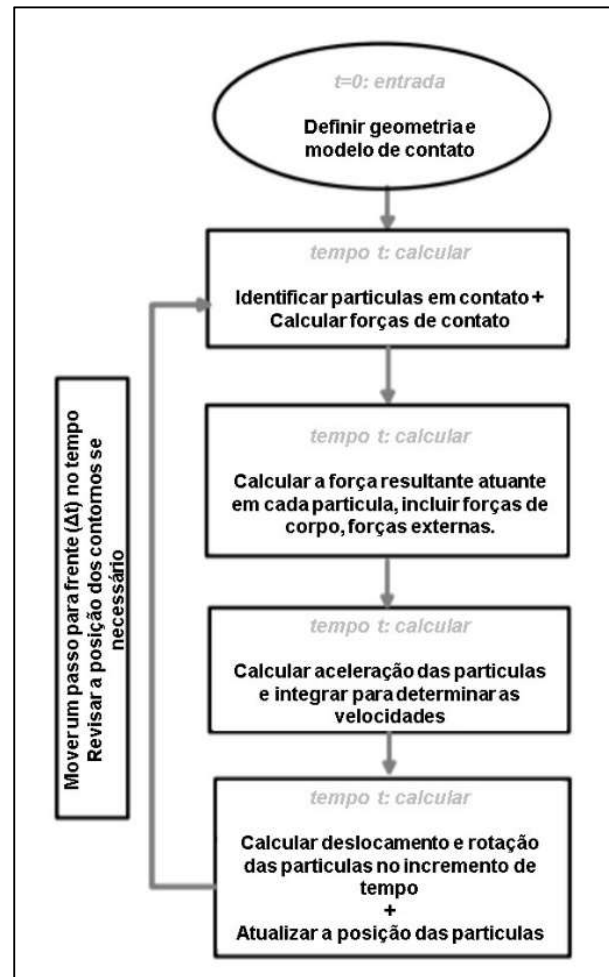 t=0: entrada
Definir geometria e
modelo de contato
tempo t: calcular
Identificar particulas em contato +
Calcular forças de contato
tempo t: calcular
Calcular a força resultante atuante
em cada particula, incluir forças de
corpo, forças externas.
tempo t: calcular
Calcular aceleração das particulas
e integrar para determinar as
velocidades
tempo t: calcular
Calcular deslocamento e rotação
das particulas no incremento de
tempo
+
Atualizar a posição das particulas
Mover um passo para frente (Δt) no tempo
Revisar a posição dos contornos se
necessário